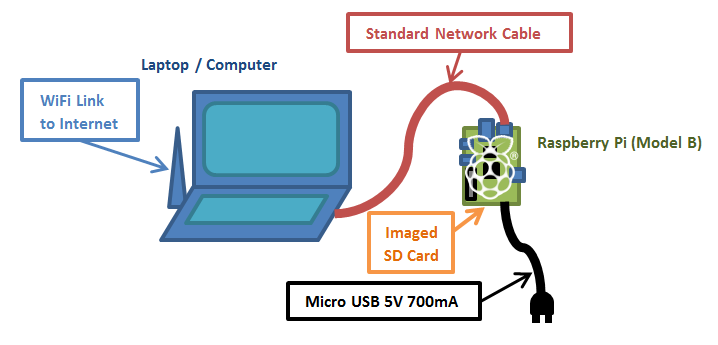 Standard Network Cable
Laptop / Computer
WiFi Link
to Internet
Raspberry Pi (Model B)
®
Imaged
SD Card
Micro USB 5V 700mA